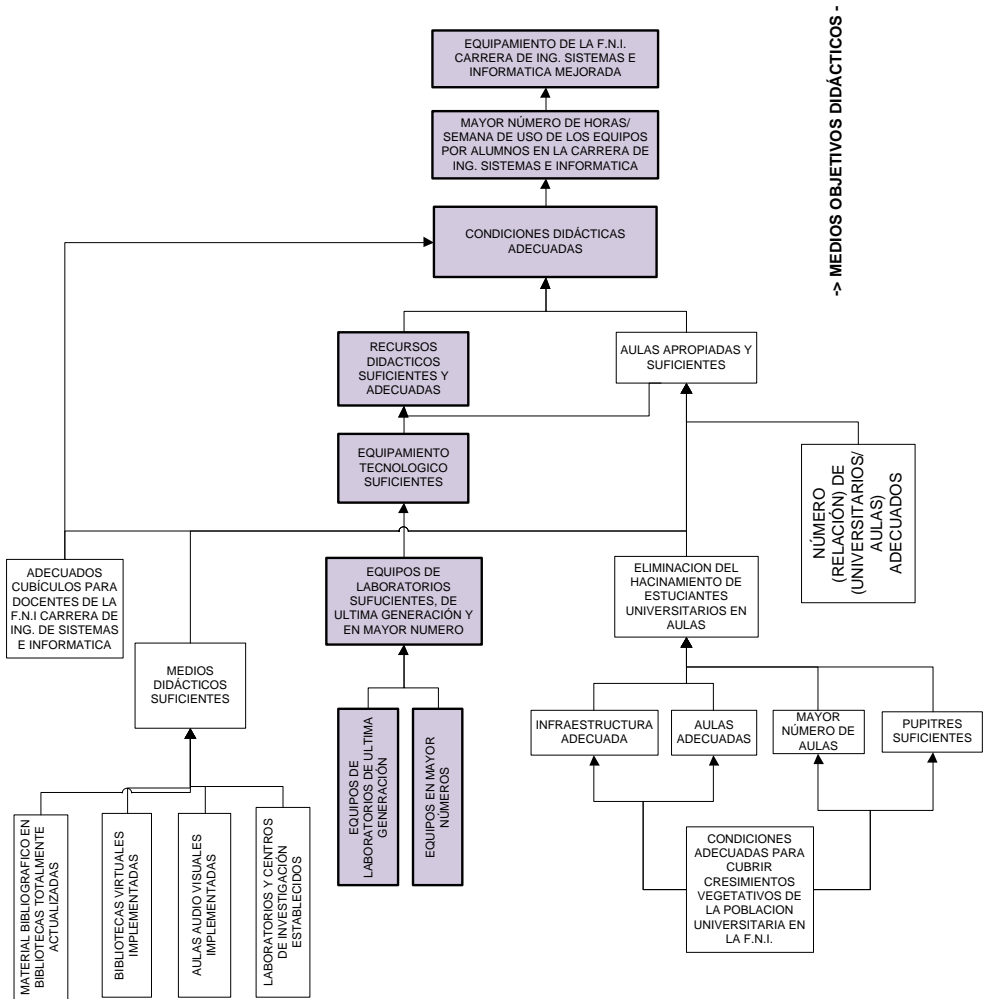 EQUIPAMIENTO DE LA F.N.I.
CARRERA DE ING. SISTEMAS E
INFORMATICA MEJORADA
MAYOR NÚMERO DE HORAS/
SEMANA DE USO DE LOS EQUIPOS
POR ALUMNOS EN LA CARRERA DE
ING. SISTEMAS E INFORMATICA
-> MEDIOS OBJETIVOS DIDÁCTICOS -
CONDICIONES DIDÁCTICAS
ADECUADAS
RECURSOS
DIDACTICOS
SUFICIENTES Y
ADECUADAS
AULAS APROPIADAS Y
SUFICIENTES
EQUIPAMIENTO
TECNOLOGICO
SUFICIENTES
NÚMERO
(RELACIÓN) DE
(UNIVERSITARIOS/
AULAS)
ADECUADOS
ADECUADOS
CUBÍCULOS PARA
DOCENTES DE LA
F.N.I CARRERA DE
ING. DE SISTEMAS
E INFORMATICA
EQUIPOS DE
LABORATORIOS
SUFUCIENTES, DE
ULTIMA GENERACIÓN Y
EN MAYOR NUMERO
ELIMINACION DEL
HACINAMIENTO DE
ESTUDIANTES
UNIVERSITARIOS EN
AULAS
MEDIOS
DIDÁCTICOS
SUFICIENTES
EQUIPOS DE
LABORATORIOS DE ULTIMA
GENERACIÓN
EQUIPOS EN MAYOR
NÚMEROS
INFRAESTRUCTURA
ADECUADA
AULAS
ADECUADAS
MAYOR
NÚMERO DE
AULAS
PUPITRES
SUFICIENTES
MATERIAL BIBLIOGRAFICO EN
BIBLIOTECAS TOTALMENTE
ACTUALIZADAS
BIBLIOTECAS VIRTUALES
IMPLEMENTADAS
AULAS AUDIO VISUALES
IMPLEMENTADAS
LABORATORIOS Y CENTROS
DE INVESTIGACIÓN
ESTABLECIDOS
CONDICIONES
ADECUADAS PARA
CUBRIR
CRESIMIENTOS
VEGETATIVOS DE
LA POBLACION
UNIVERSITARIA EN
LA F.N.I.